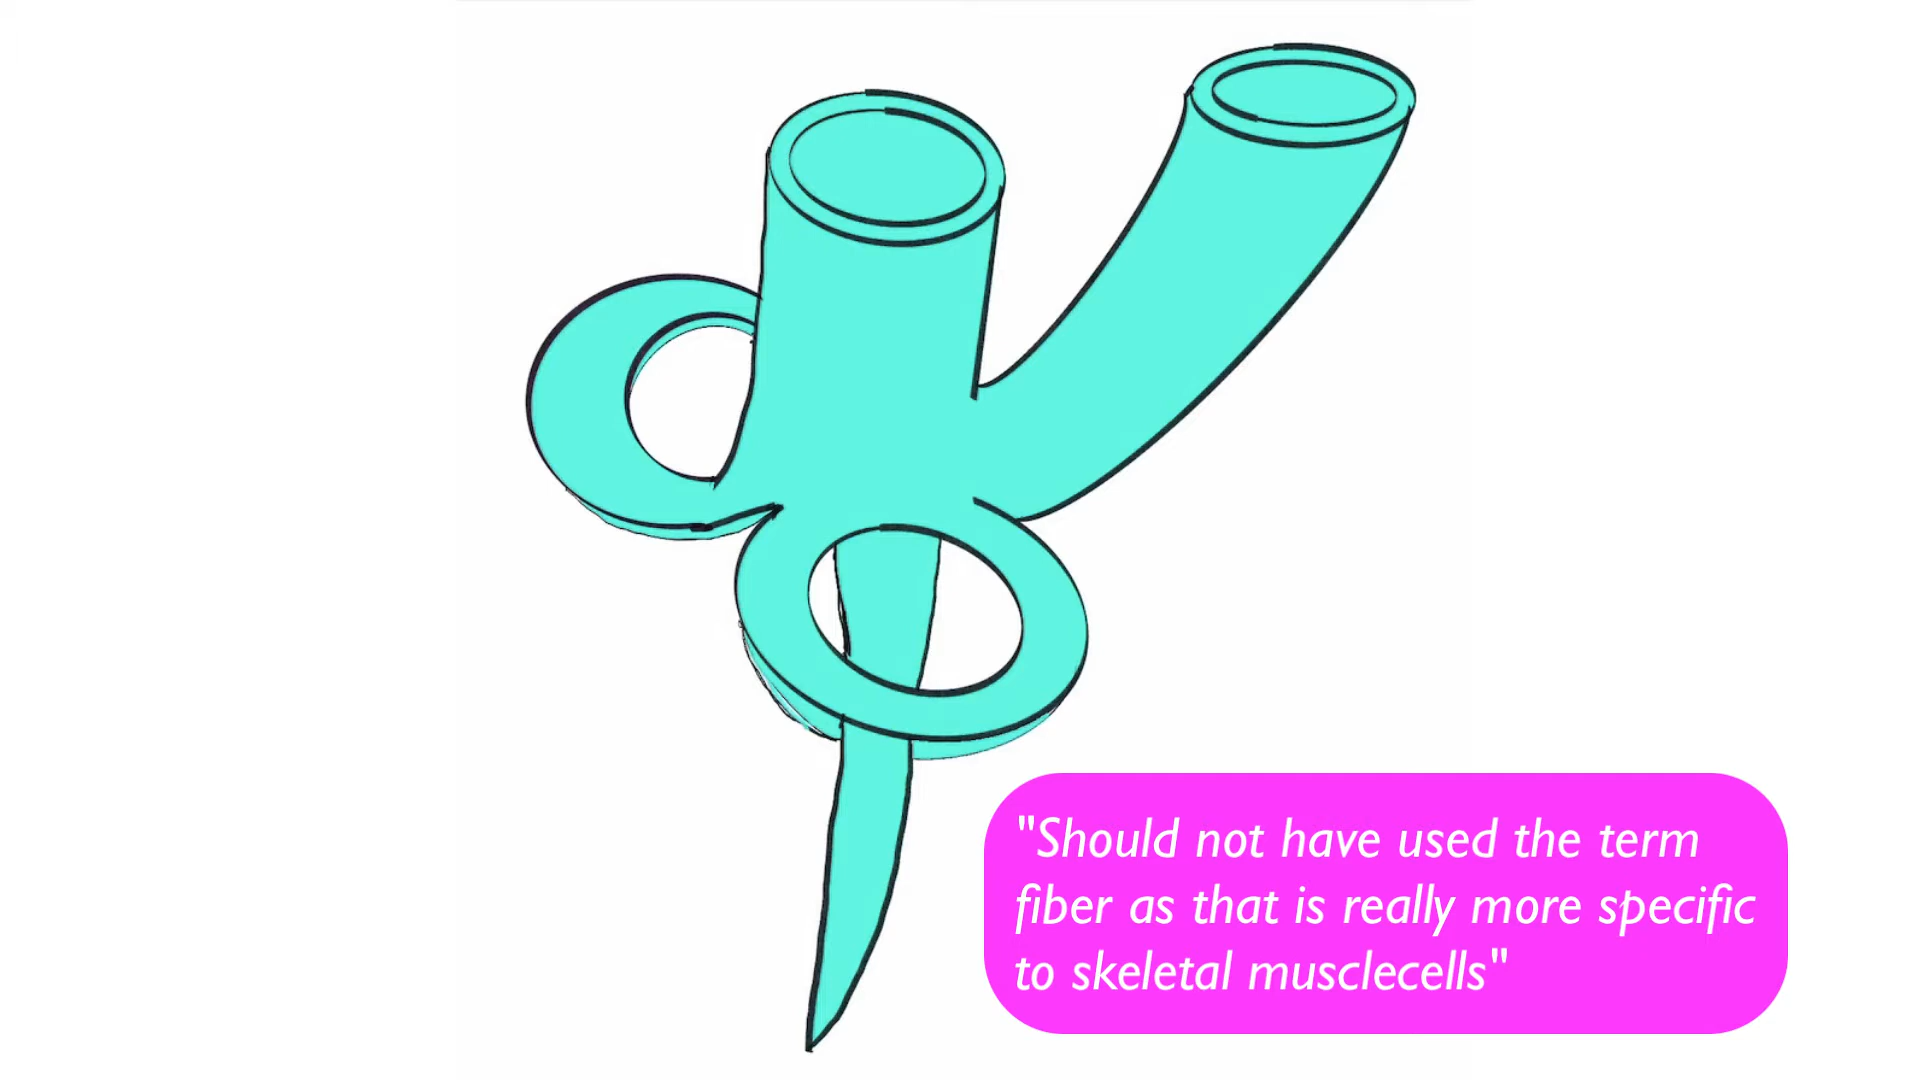 "Should not have used the term
fiber as that is really more specific
to skeletal musclecells"